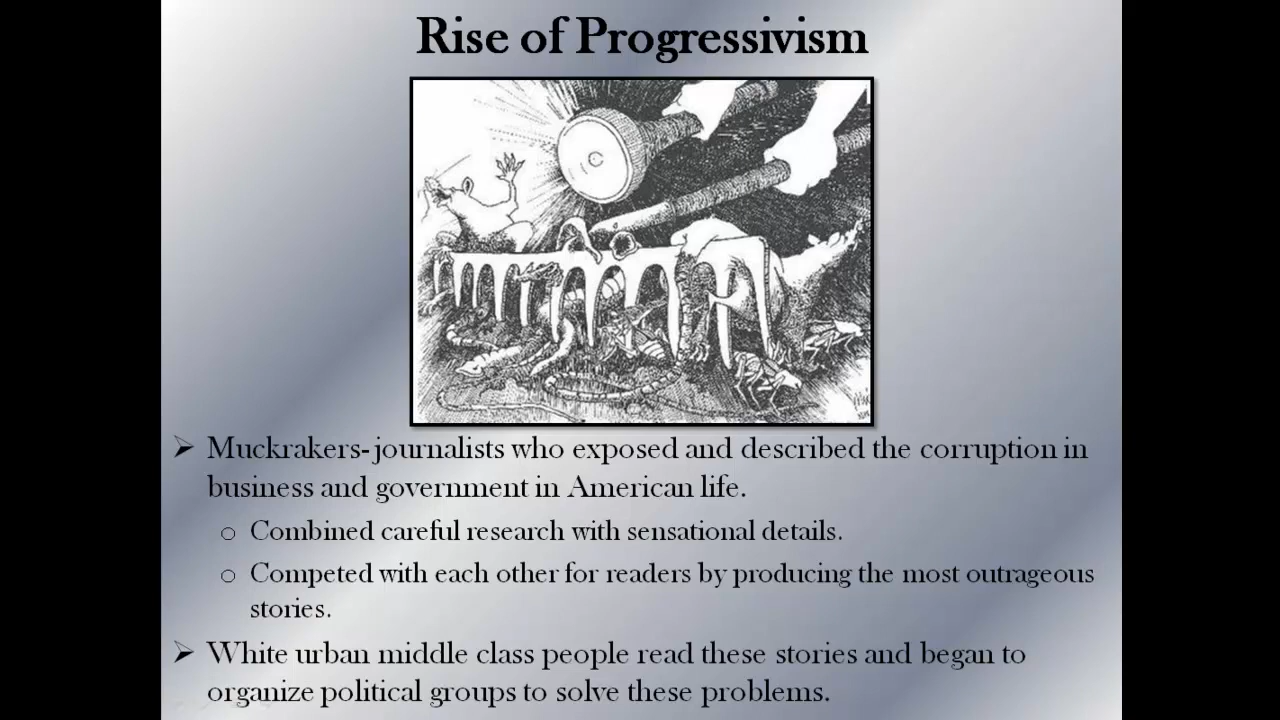 Rise of Progressivism
Muckrakers- journalists who exposed and described the corruption in
business and government in American life.
Combined careful research with sensational details.
Competed with each other for readers by producing the most outrageous
stories.
White urban middle class people read these stories and began to
organize political groups to solve these problems.